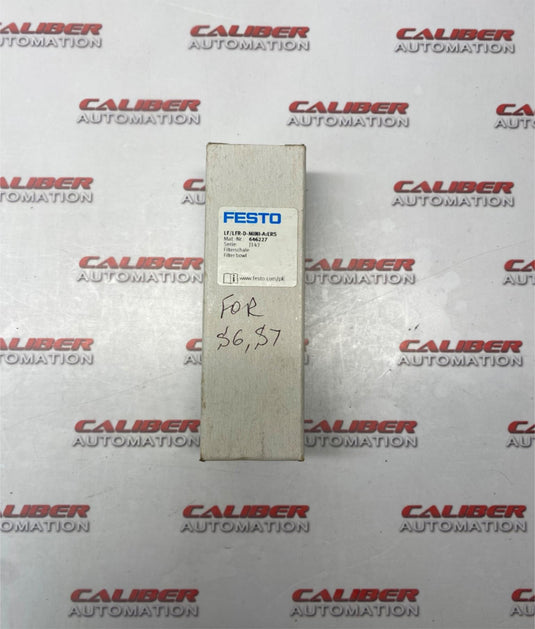 CALIBER
AUTOMATION
FESTO
LF/LFR-D-MINI-A:ERS
Mat. Nr. 646227
Serie
Filterschale
Filter bowl
www.festo.com/pk
FOR
S6, S7